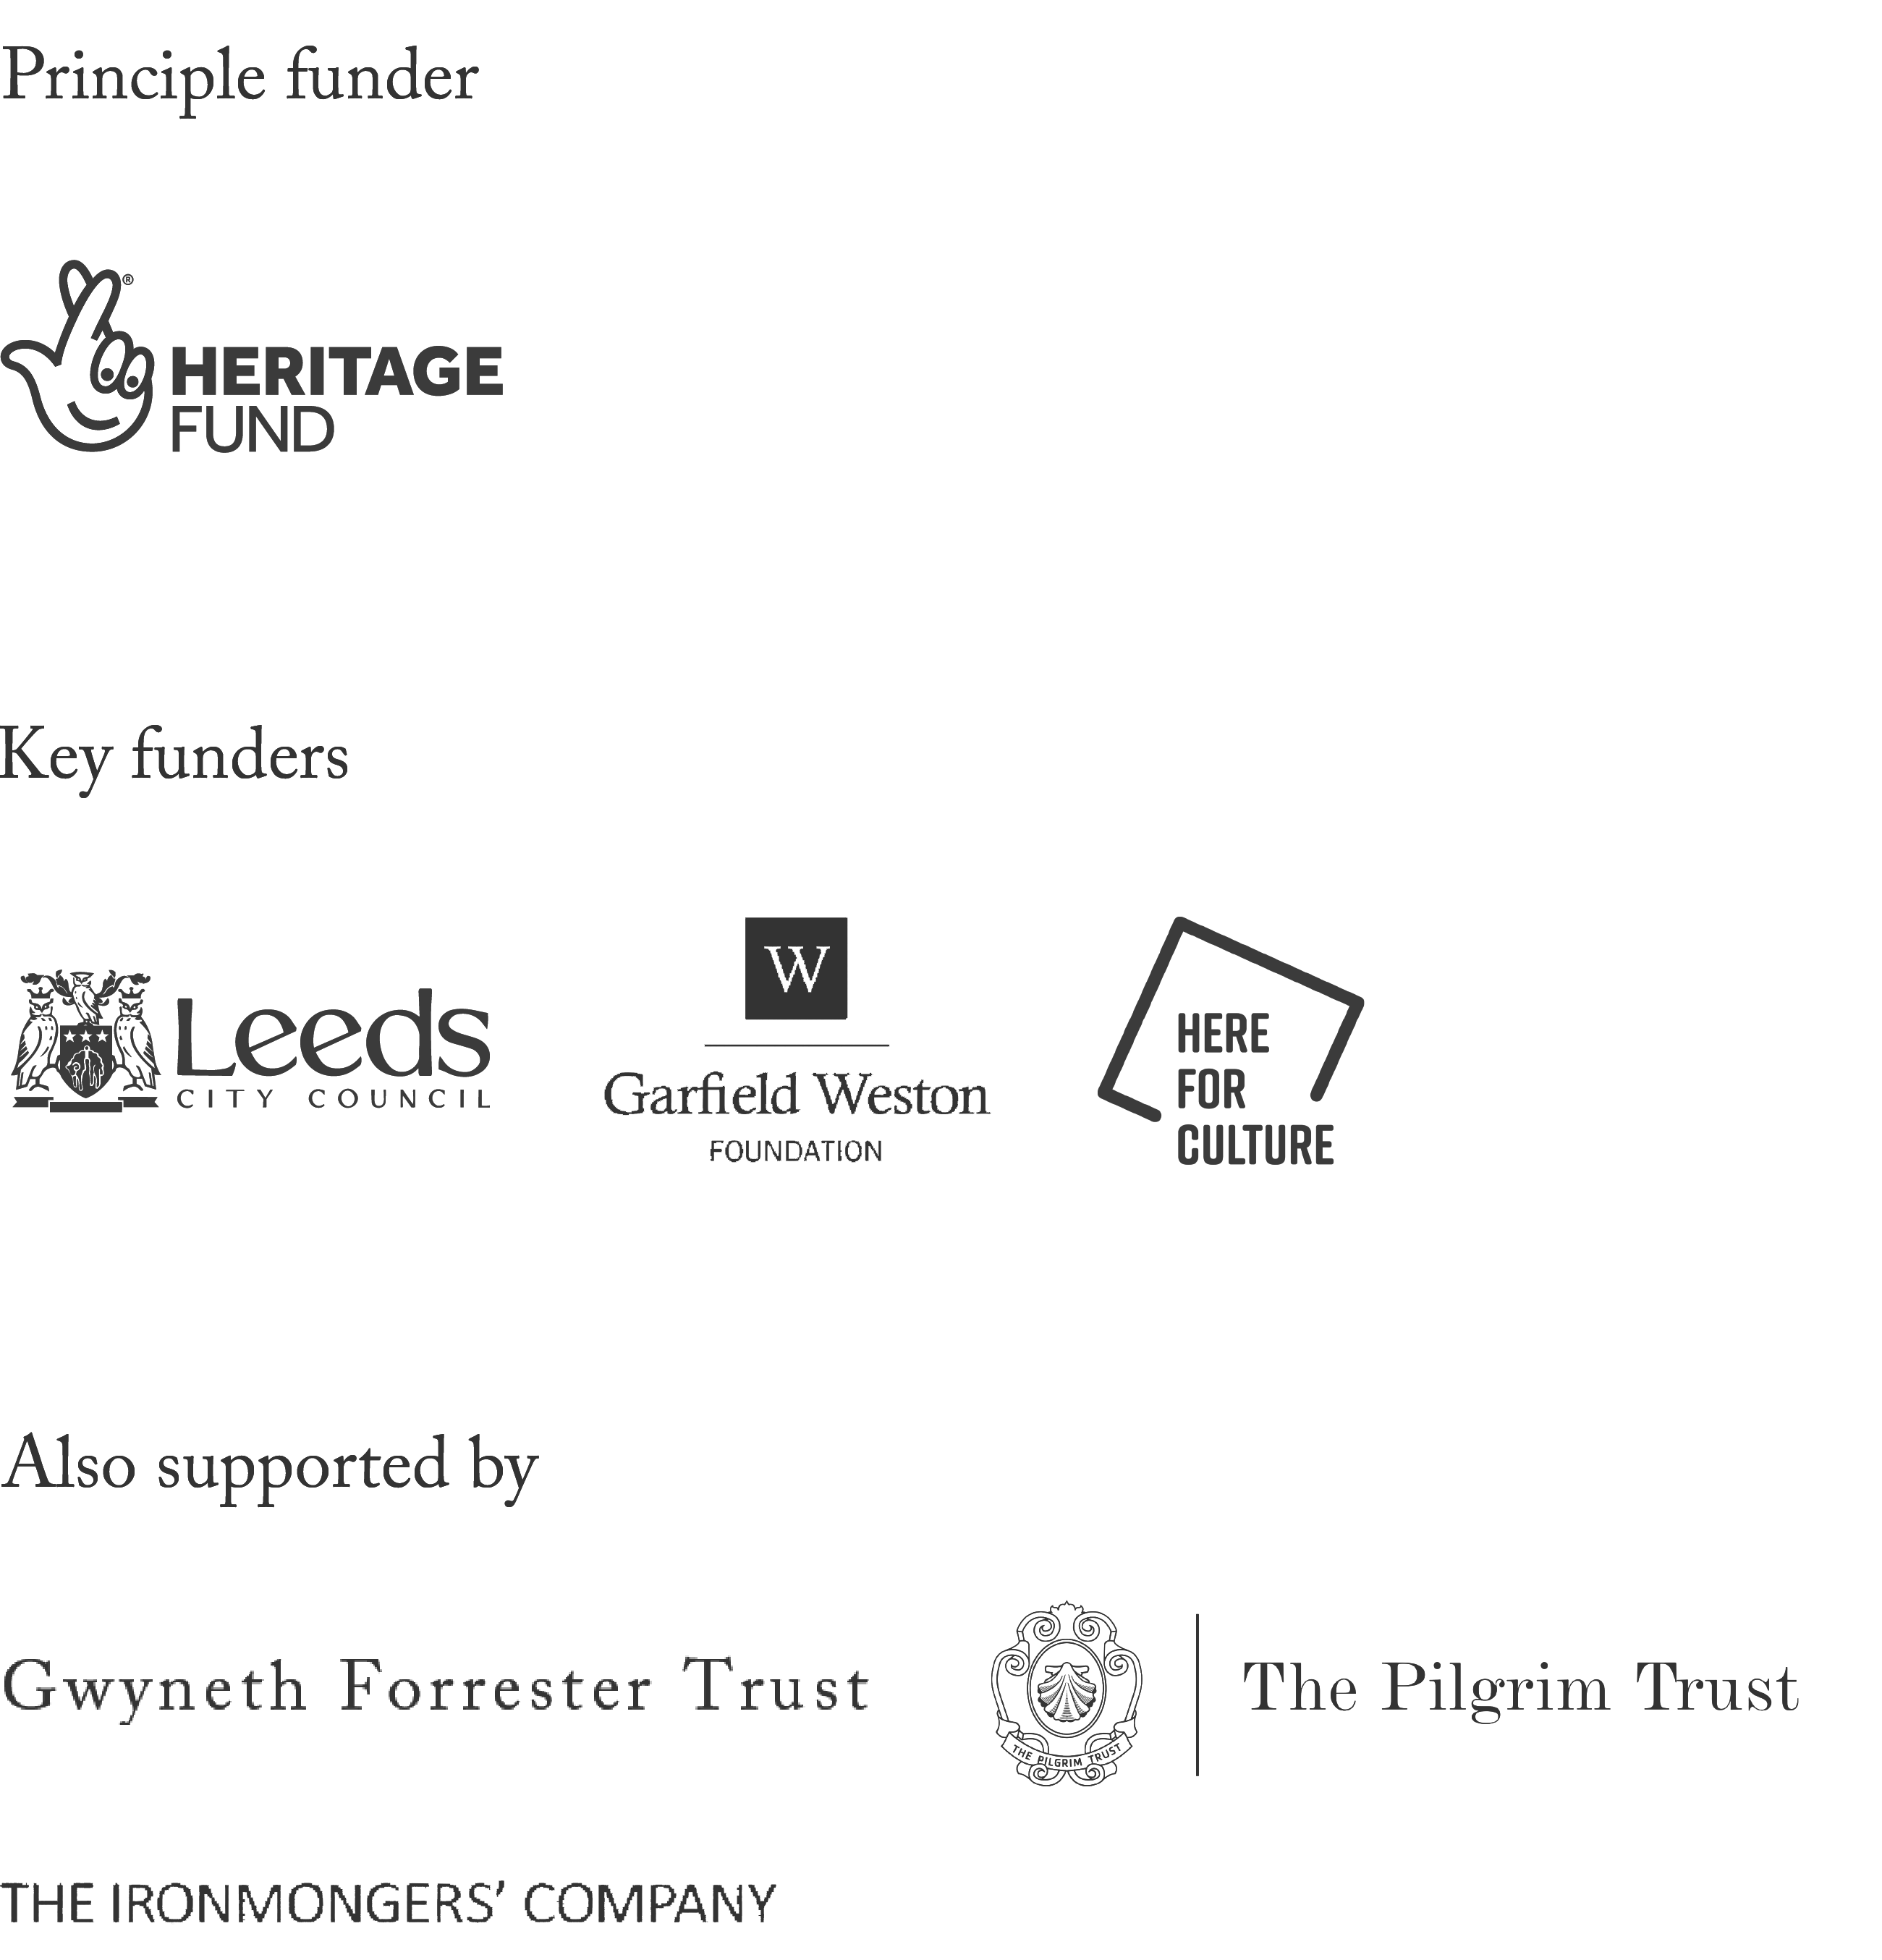 Principle funder
®
HERITAGE
FUND
Key funders
Leeds
CITY COUNCIL
W
Garfield Weston
FOUNDATION
HERE
FOR
CULTURE
Also supported by
Gwyneth Forrester Trust
THE PILGRIM TRUST
The Pilgrim Trust
THE IRONMONGERS’ COMPANY